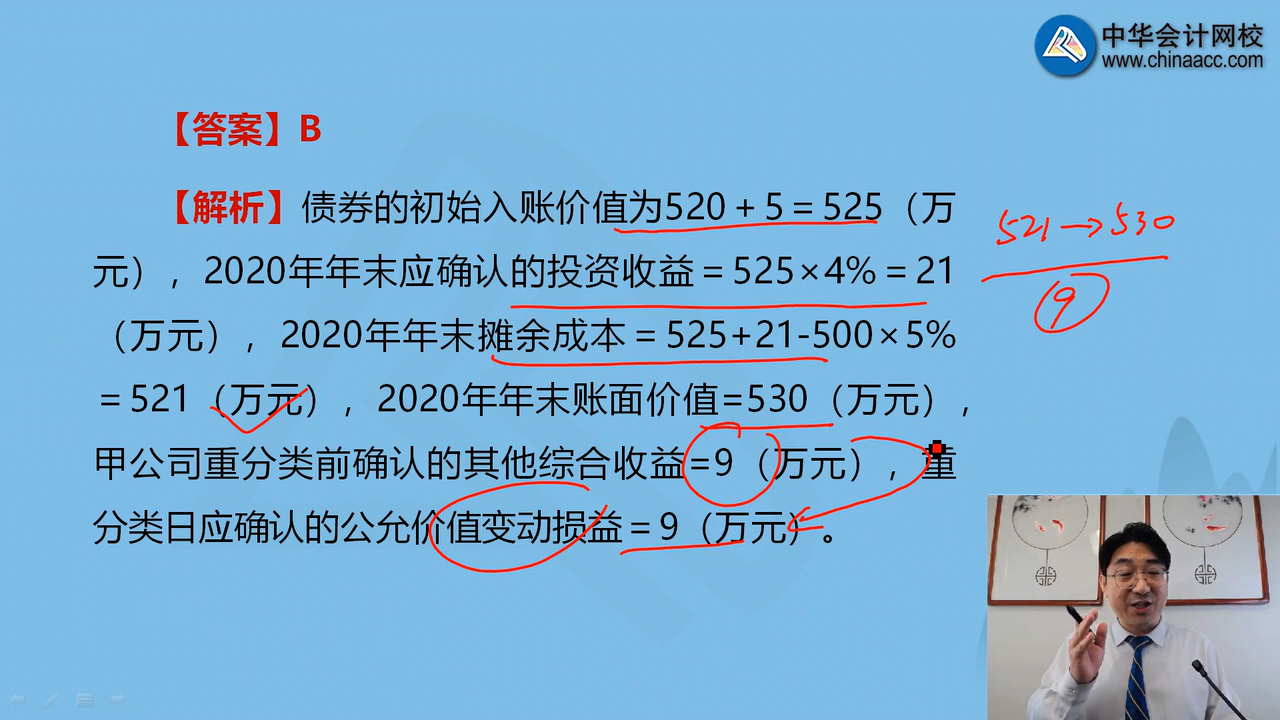 中华会计网校
www.chinaacc.com
【答案】B
【解析】债券的初始入账价值为520+5=525（万
元），2020年年末应确认的投资收益=525×4%=21
（万元），2020年年末摊余成本=525+21-500×5%
=521（万元），2020年年末账面价值=530（万元），
甲公司重分类前确认的其他综合收益=9（万元），重
分类日应确认的公允价值变动损益=9（万元）。
521→530
9